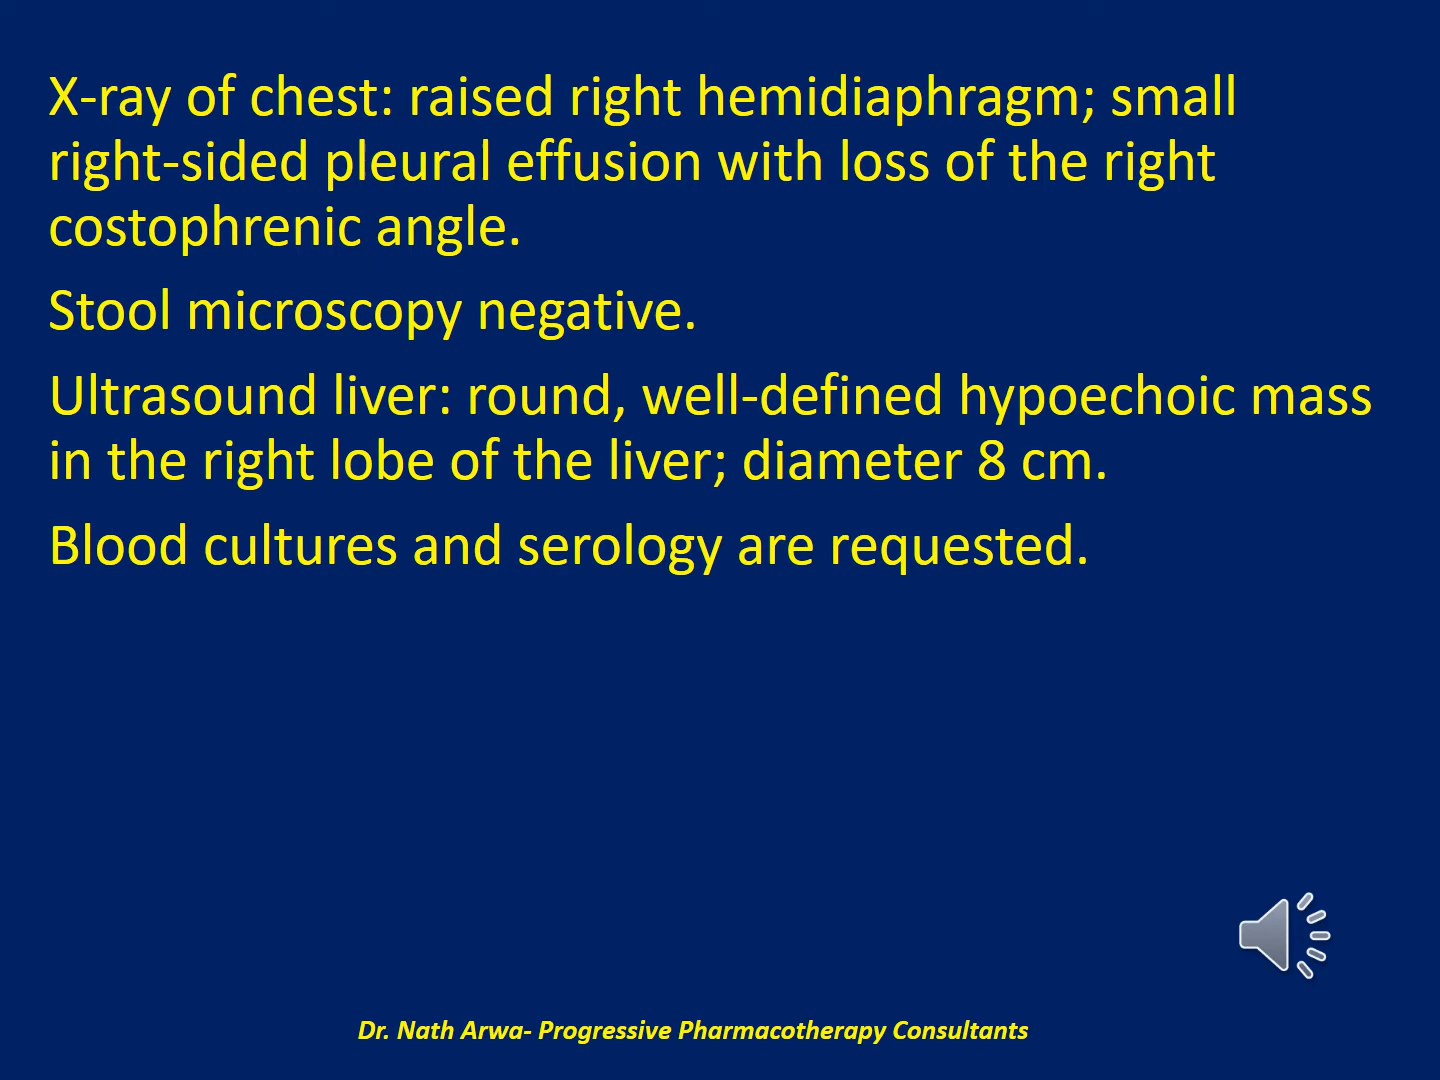 X-ray of chest: raised right hemidiaphragm; small
right-sided pleural effusion with loss of the right
costophrenic angle.
Stool microscopy negative.
Ultrasound liver: round, well-defined hypoechoic mass
in the right lobe of the liver; diameter 8 cm.
Blood cultures and serology are requested.
Dr. Nath Arwa- Progressive Pharmacotherapy Consultants